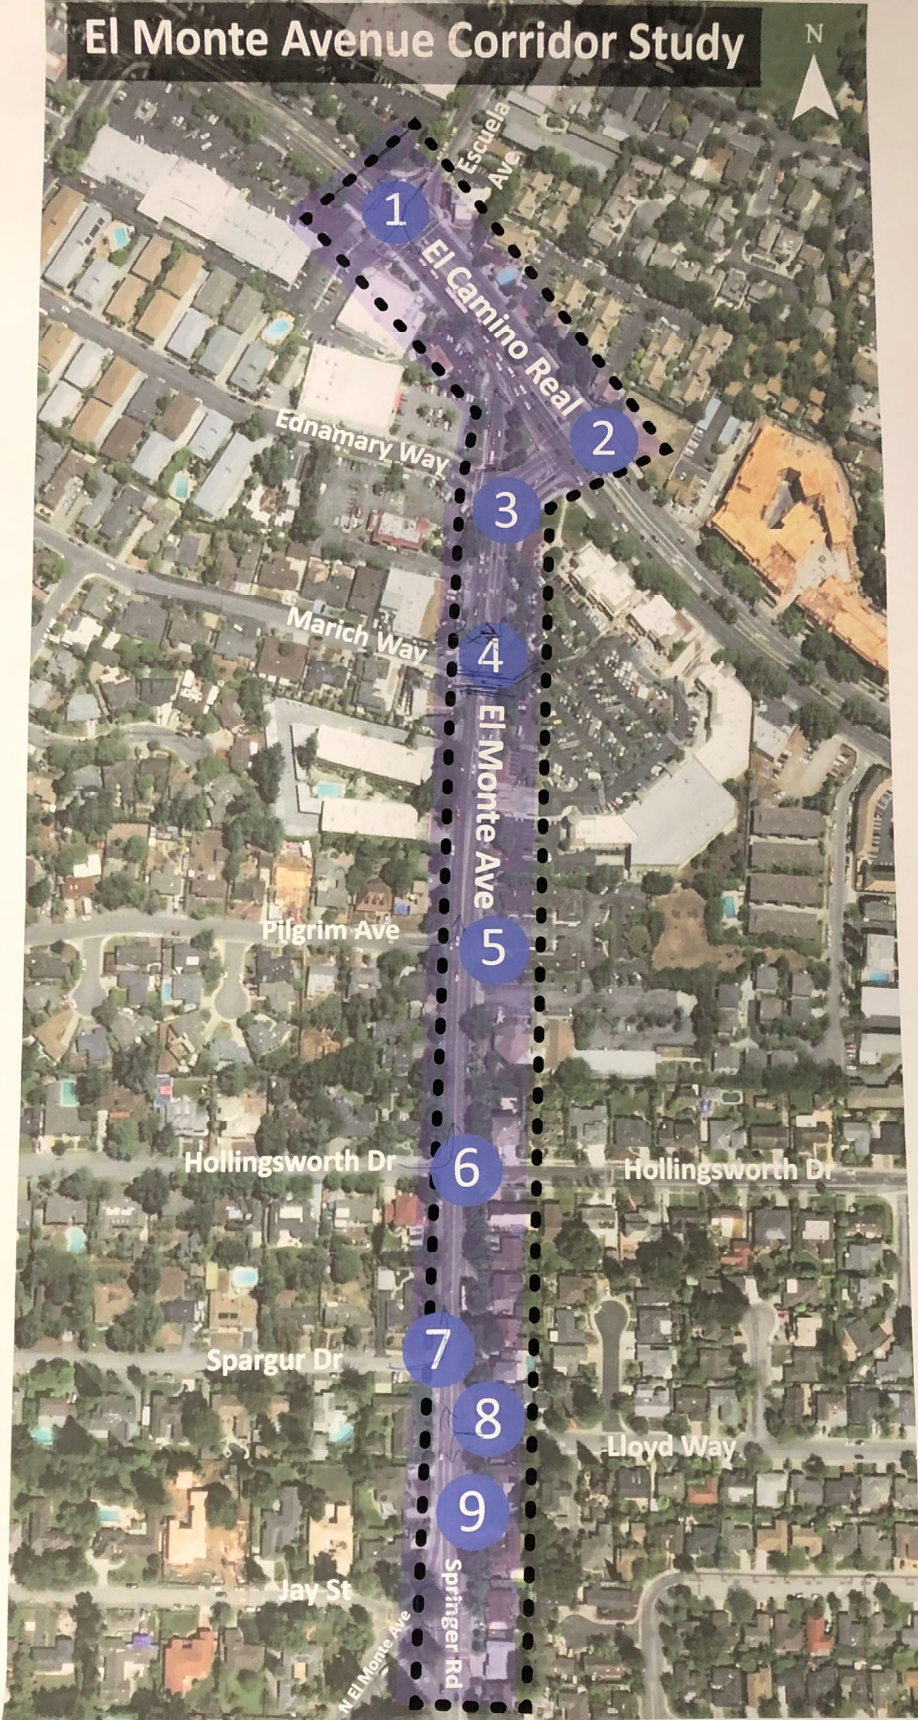 El Monte Avenue Corridor Study
N
Escuela
Ave
1
El Camino Real
2
Ednamary Way
3
Marich Way
4
El Monte Ave
Pilgrim Ave
5
Hollingsworth Dr
6
Hollingsworth Dr
7
Spargur Dr
8
Lloyd Way
9
Jay St
Springer Rd
N El Monte Ave